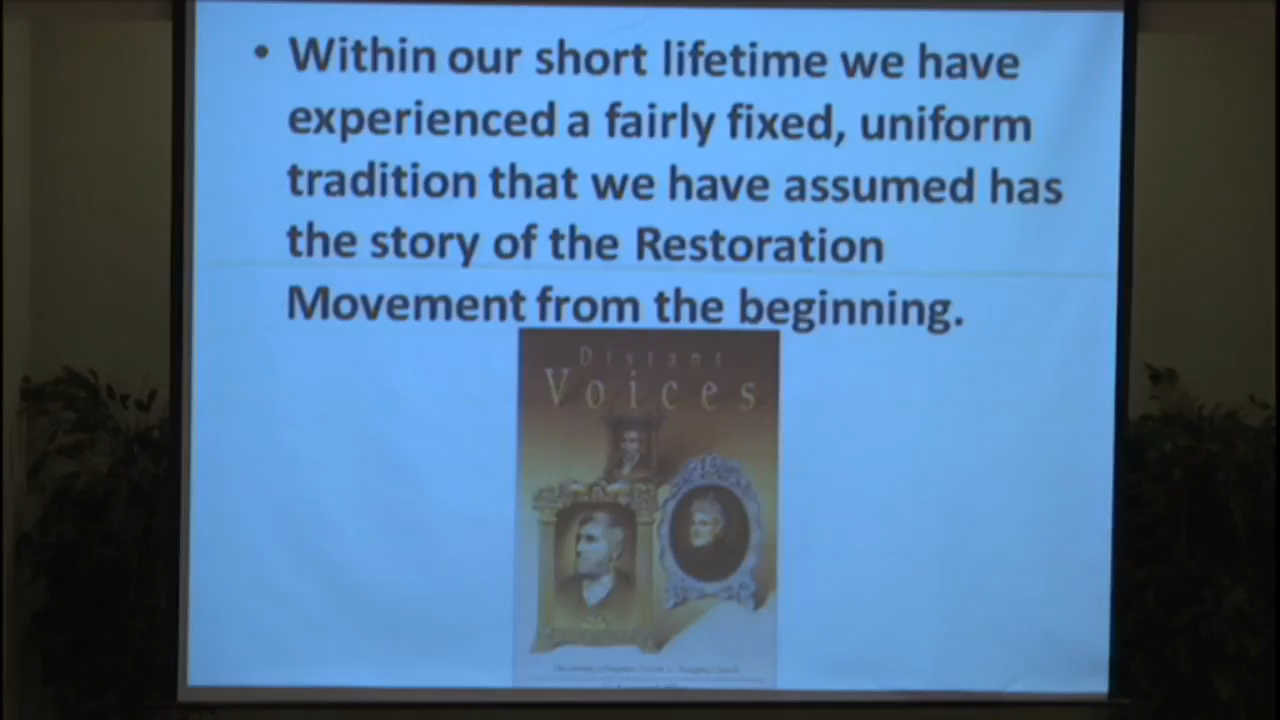 • Within our short lifetime we have
experienced a fairly fixed, uniform
tradition that we have assumed has
the story of the Restoration
Movement from the beginning.
Distant
Voices